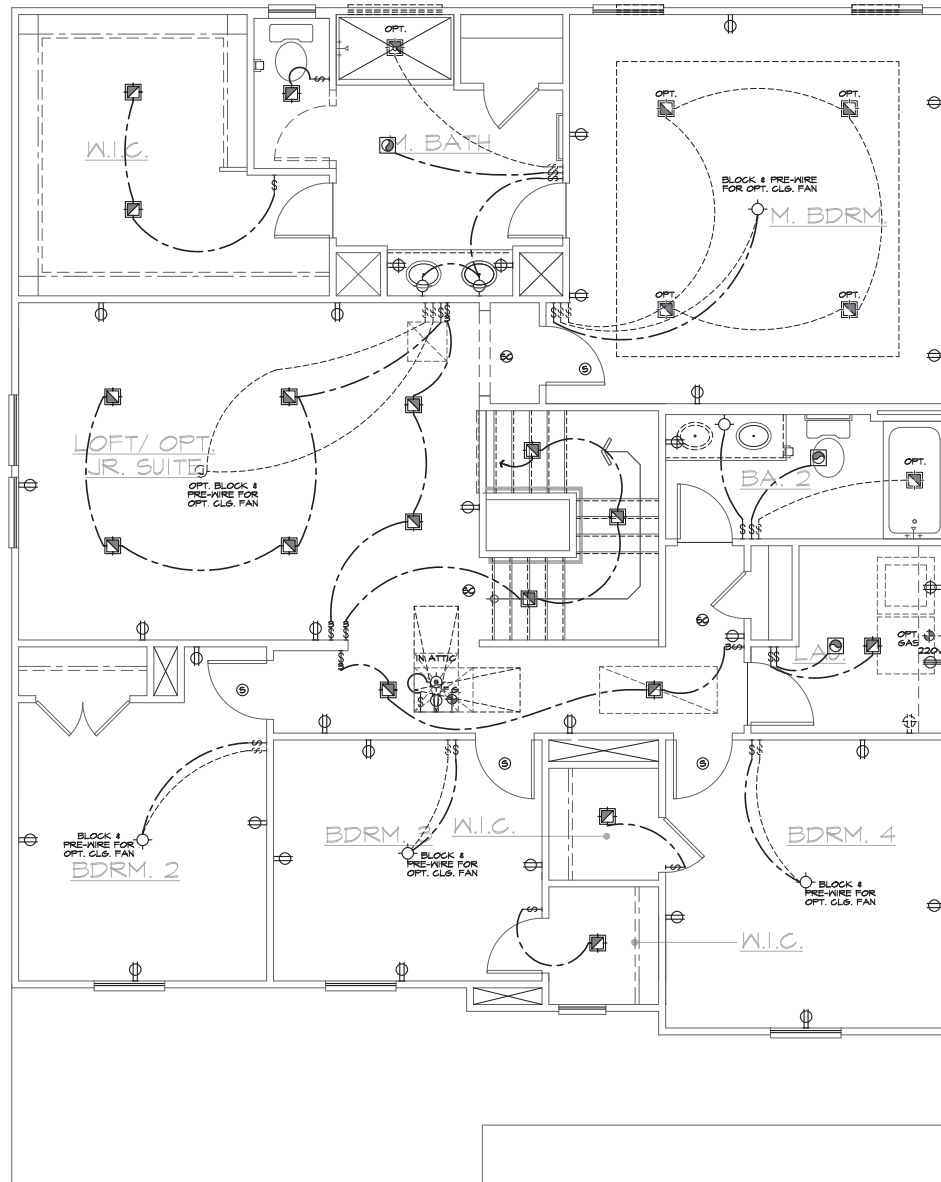 OPT.
W.I.C.
M. BATH
OPT.
OPT.
BLOCK &
PRE-WIRE
FOR OPT. CLG. FAN
M. BDRM.
OPT.
OPT.
SC
S
LOFT/ OPT.
JR. SUITE
OPT. BLOCK &
PRE-WIRE FOR
OPT. CLG. FAN
BA. 2
OPT.
SC
SC
OPT.
GAS
220V
LAU.
IN ATTIC
F.G.
S
S
S
BLOCK &
PRE-WIRE FOR
OPT. CLG. FAN
BDRM. 2
BDRM. 3
BLOCK &
PRE-WIRE FOR
OPT. CLG. FAN
W.I.C.
BDRM. 4
BLOCK &
PRE-WIRE FOR
OPT. CLG. FAN
W.I.C.